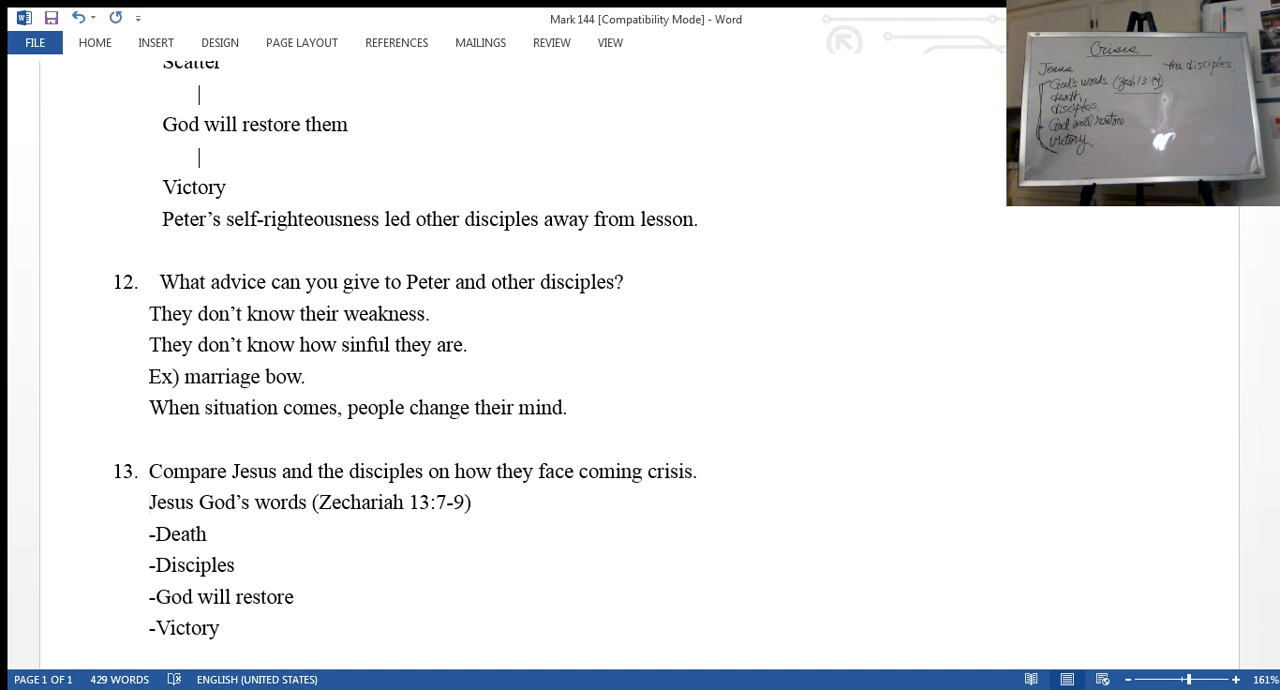 Mark 144 [Compatibility Mode] - Word
FILE HOME INSERT DESIGN PAGE LAYOUT REFERENCES MAILINGS REVIEW VIEW
Scatter
|
God will restore them
|
Victory
Peter’s self-righteousness led other disciples away from lesson.
12. What advice can you give to Peter and other disciples?
They don’t know their weakness.
They don’t know how sinful they are.
Ex) marriage bow.
When situation comes, people change their mind.
13. Compare Jesus and the disciples on how they face coming crisis.
Jesus God’s words (Zechariah 13:7-9)
-Death
-Disciples
-God will restore
-Victory
PAGE 1 OF 1 429 WORDS ENGLISH (UNITED STATES) 161%
Crisis
Jesus the disciples
God's words
death
disciples
God will restore
Victory